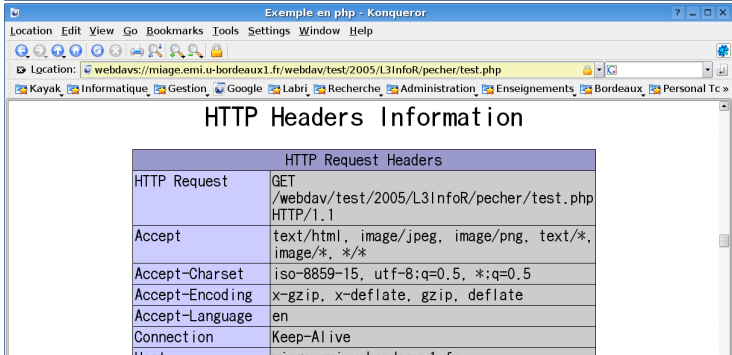 Exemple en php - Konqueror
Location Edit View Go Bookmarks Tools Settings Window Help
Location: webdavs://miage.emi.u-bordeaux1.fr/webdav/test/2005/L3InfoR/pecher/test.php
Kayak Informatique Gestion Google Labri Recherche Administration Enseignements Bordeaux Personal Tc »
HTTP Headers Information
HTTP Request Headers
HTTP Request GET
/webdav/test/2005/L3InfoR/pecher/test.php
HTTP/1.1
Accept text/html, image/jpeg, image/png, text/*,
image/*, */*
Accept-Charset iso-8859-15, utf-8;q=0.5, *;q=0.5
Accept-Encoding x-gzip, x-deflate, gzip, deflate
Accept-Language en
Connection Keep-Alive